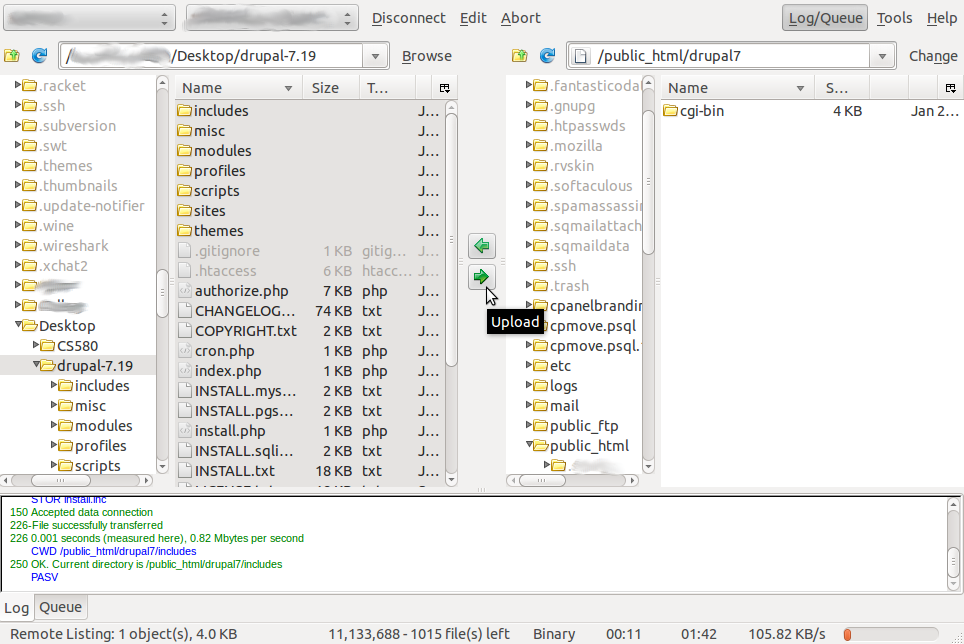 Disconnect Edit Abort Log/Queue Tools Help
/Desktop/drupal-7.19 Browse
/public_html/drupal7 Change
.racket
.ssh
.subversion
.swt
.themes
.thumbnails
.update-notifier
.wine
.wireshark
.xchat2
Desktop
CS580
drupal-7.19
includes
misc
modules
profiles
scripts
Name Size T...
includes J...
misc J...
modules J...
profiles J...
scripts J...
sites J...
themes J...
.gitignore 1 KB gitig... J...
.htaccess 6 KB htacc... J...
authorize.php 7 KB php J...
CHANGELOG... 74 KB txt J...
COPYRIGHT.txt 2 KB txt J...
cron.php 1 KB php J...
index.php 1 KB php J...
INSTALL.mys... 2 KB txt J...
INSTALL.pgs... 2 KB txt J...
install.php 1 KB php J...
INSTALL.sqli... 2 KB txt J...
INSTALL.txt 18 KB txt J...
Upload
.fantasticodat
.gnupg
.htpasswds
.mozilla
.rvskin
.softaculous
.spamassassin
.sqmailattach
.sqmaildata
.ssh
.trash
cpanelbrandin
cpmove.psql
cpmove.psql.
etc
logs
mail
public_ftp
public_html
Name S...
cgi-bin 4 KB Jan 2...
STOR install.inc
150 Accepted data connection
226-File successfully transferred
226 0.001 seconds (measured here), 0.82 Mbytes per second
CWD /public_html/drupal7/includes
250 OK. Current directory is /public_html/drupal7/includes
PASV
Log Queue
Remote Listing: 1 object(s), 4.0 KB 11,133,688 - 1015 file(s) left Binary 00:11 01:42 105.82 KB/s